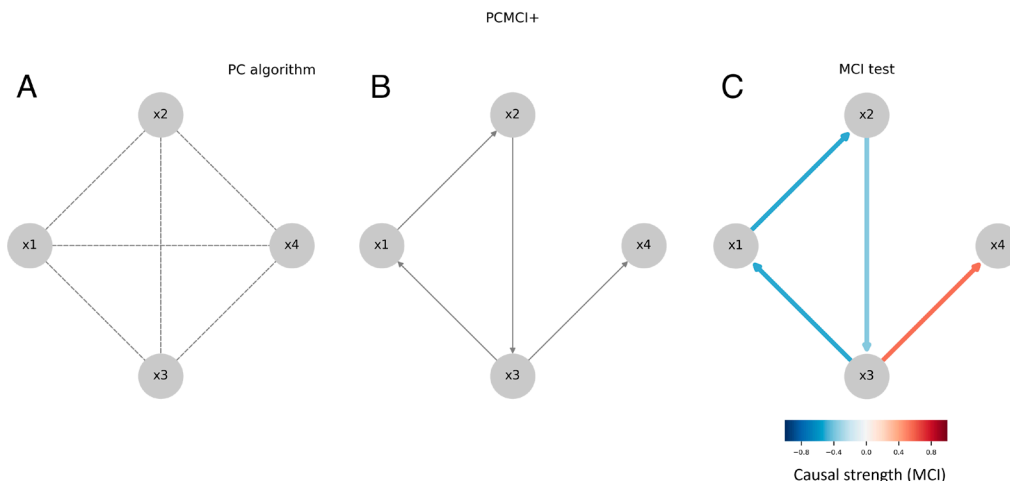 PCMCI+
A
PC algorithm
x2
x1
x4
x3
B
x2
x1
x4
x3
C
MCI test
x2
x1
x4
x3
−0.8 −0.4 0.0 0.4 0.8
Causal strength (MCI)